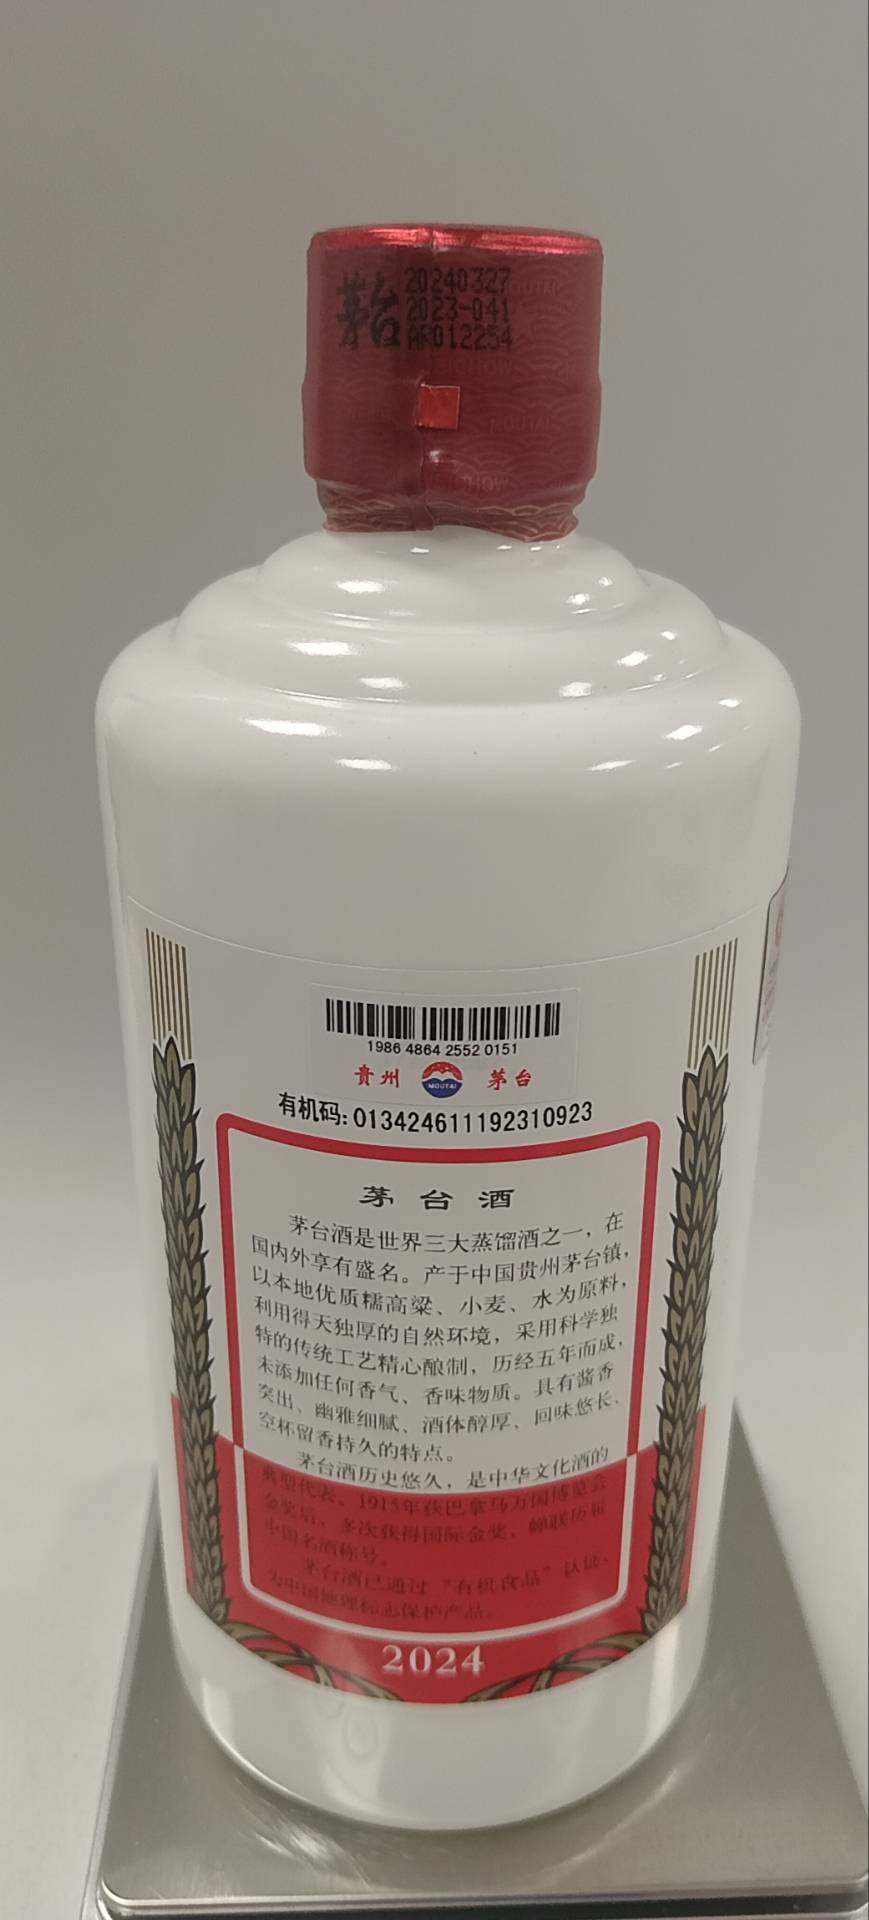 茅台
20240327
2023-041
AR012254
1986 4864 2552 0151
贵州 MOUTAI 茅台
有机码:013424611192310923
茅台酒
茅台酒是世界三大蒸馏酒之一，在
国内外享有盛名。产于中国贵州茅台镇，
以本地优质糯高粱、小麦、水为原料，
利用得天独厚的自然环境，采用科学独
特的传统工艺精心酿制，历经五年而成，
未添加任何香气、香味物质。具有酱香
突出、幽雅细腻、酒体醇厚、回味悠长、
空杯留香持久的特点。
茅台酒历史悠久，是中华文化酒的
典型代表。1915年获巴拿马万国博览会
金奖后，多次获得国际金奖，蝉联历届
中国名酒称号。
茅台酒已通过“有机食品”认证、
为中国地理标志保护产品。
2024